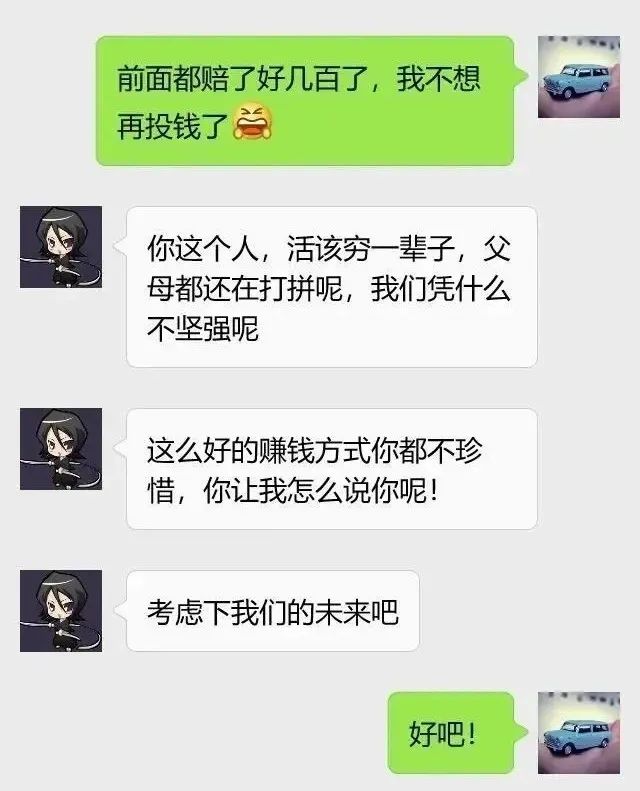 前面都赔了好几百了，我不想
再投钱了😆
你这个人，活该穷一辈子，父
母都还在打拼呢，我们凭什么
不坚强呢
这么好的赚钱方式你都不珍
惜，你让我怎么说你呢！
考虑下我们的未来吧
好吧！